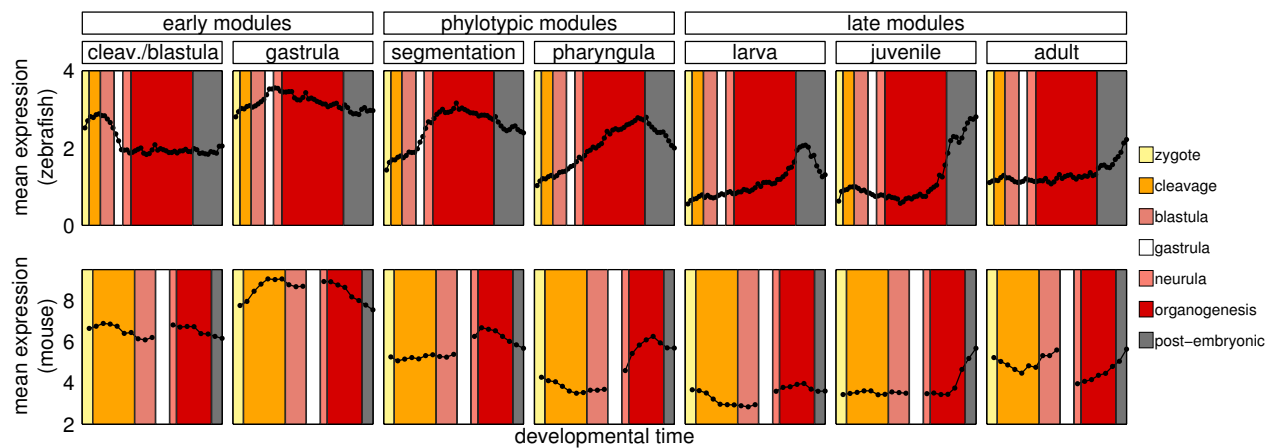 early modules
phylotypic modules
late modules
cleav./blastula
gastrula
segmentation
pharyngula
larva
juvenile
adult
mean expression
(zebrafish)
4
2
0
mean expression
(mouse)
8
6
4
2
developmental time
zygote
cleavage
blastula
gastrula
neurula
organogenesis
post−embryonic